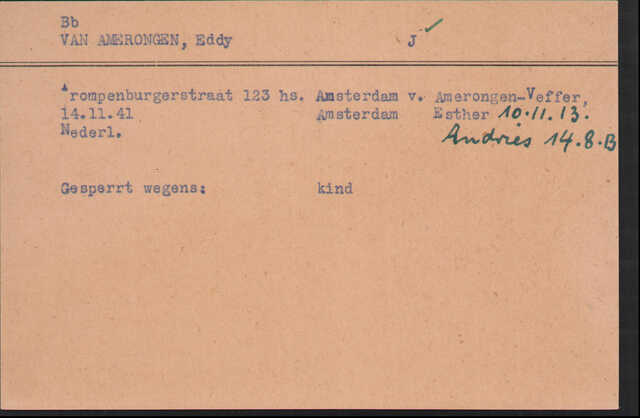 Bb
VAN AMERONGEN, Eddy J ✓
Arompenburgerstraat 123 hs. Amsterdam v. Amerongen-Veffer,
14.11.41 Amsterdam Esther 10.11.13.
Nederl. Andries 14.8.B
Gesperrt wegens: kind